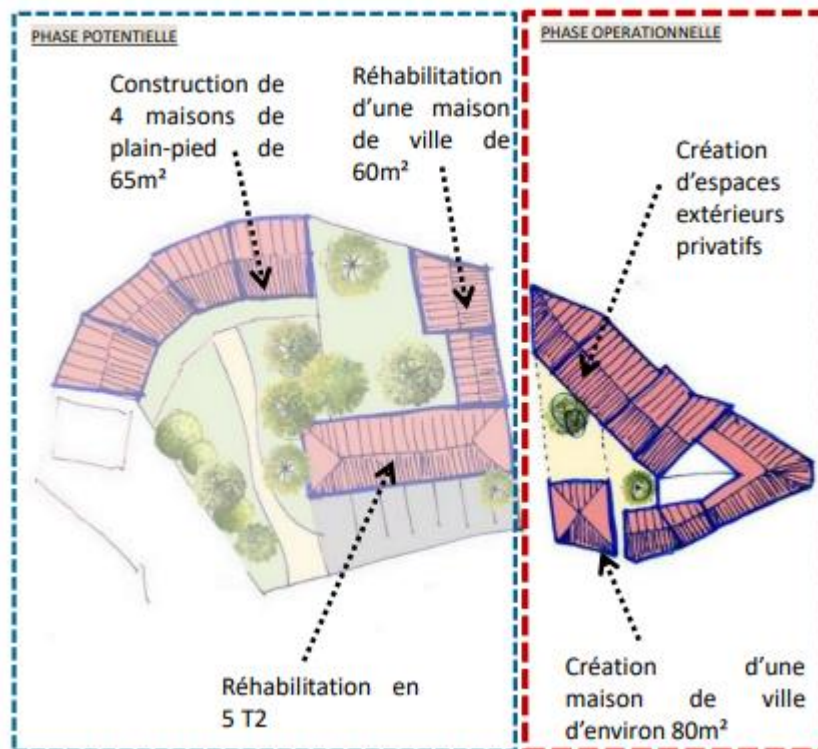 PHASE POTENTIELLE
Construction de
4 maisons de
plain-pied de
65m²
Réhabilitation
d'une maison
de ville de
60m²
Réhabilitation en
5 T2
PHASE OPERATIONNELLE
Création
d'espaces
extérieurs
privatifs
Création d'une
maison de ville
d'environ 80m²